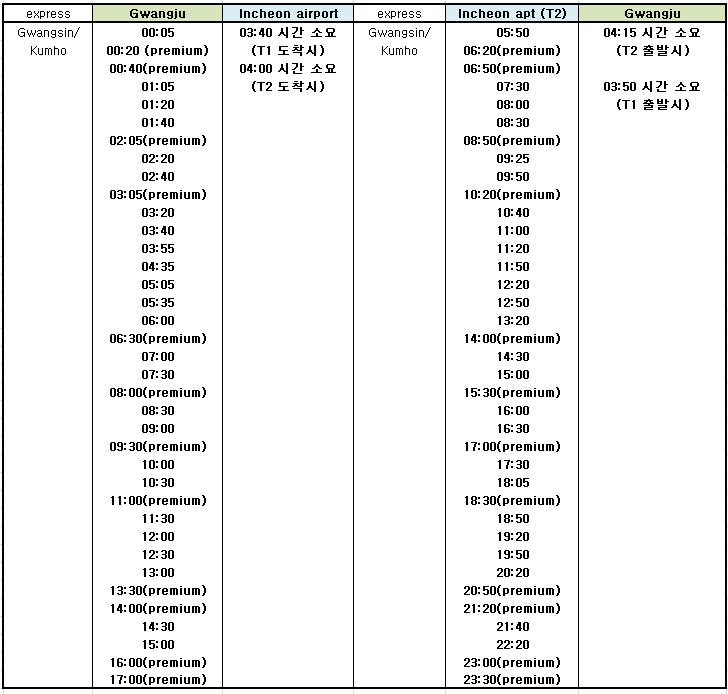 express Gwangju Incheon airport express Incheon apt (T2) Gwangju
Gwangsin/ 00:05 03:40 시간 소요 Gwangsin/ 05:50 04:15 시간 소요
Kumho 00:20 (premium) (T1 도착시) Kumho 06:20(premium) (T2 출발시)
00:40(premium) 04:00 시간 소요 06:50(premium)
01:05 (T2 도착시) 07:30 03:50 시간 소요
01:20 08:00 (T1 출발시)
01:40 08:30
02:05(premium) 08:50(premium)
02:20 09:25
02:40 09:50
03:05(premium) 10:20(premium)
03:20 10:40
03:40 11:00
03:55 11:20
04:35 11:50
05:05 12:20
05:35 12:50
06:00 13:20
06:30(premium) 14:00(premium)
07:00 14:30
07:30 15:00
08:00(premium) 15:30(premium)
08:30 16:00
09:00 16:30
09:30(premium) 17:00(premium)
10:00 17:30
10:30 18:05
11:00(premium) 18:30(premium)
11:30 18:50
12:00 19:20
12:30 19:50
13:00 20:20
13:30(premium) 20:50(premium)
14:00(premium) 21:20(premium)
14:30 21:40
15:00 22:20
16:00(premium) 23:00(premium)
17:00(premium) 23:30(premium)